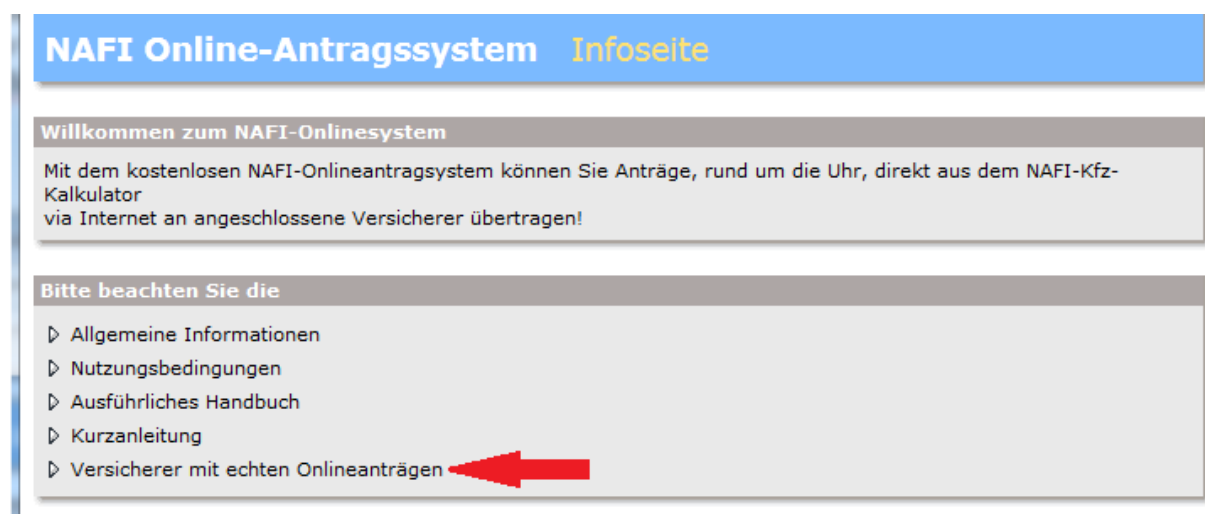 NAFI Online-Antragssystem Infoseite
Willkommen zum NAFI-Onlinesystem
Mit dem kostenlosen NAFI-Onlineantragsystem können Sie Anträge, rund um die Uhr, direkt aus dem NAFI-Kfz-
Kalkulator
via Internet an angeschlossene Versicherer übertragen!
Bitte beachten Sie die
Allgemeine Informationen
Nutzungsbedingungen
Ausführliches Handbuch
Kurzanleitung
Versicherer mit echten Onlineanträgen